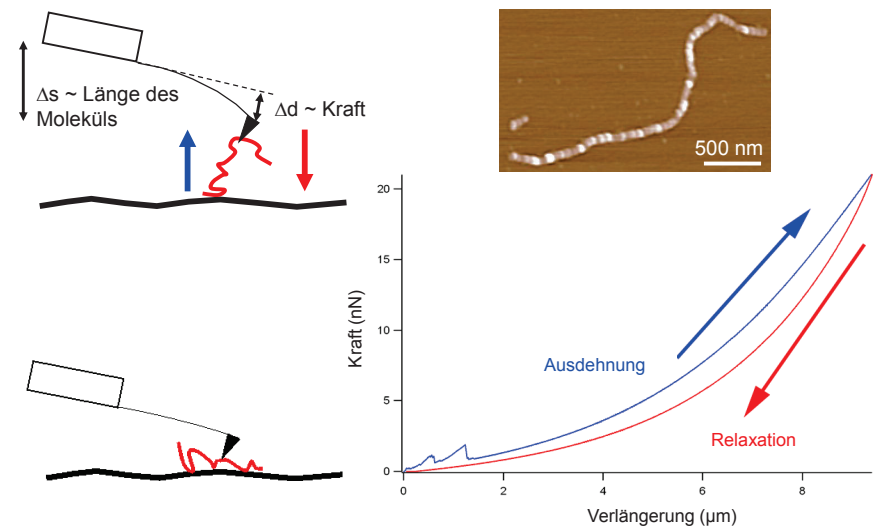 Δs ~ Länge des
Moleküls
Δd ~ Kraft
500 nm
20
15
10
5
0
Kraft (nN)
Ausdehnung
Relaxation
0
2
4
6
8
Verlängerung (µm)